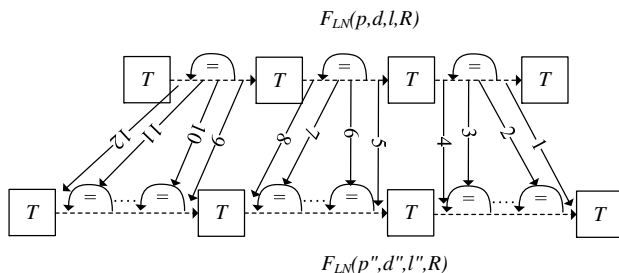 F_LN(p,d,l,R)
T = T = T = T
12 11 10 9 8 7 6 5 4 3 2 1
T = ..... = T = ..... = T = ..... = T
F_LN(p",d",l",R)